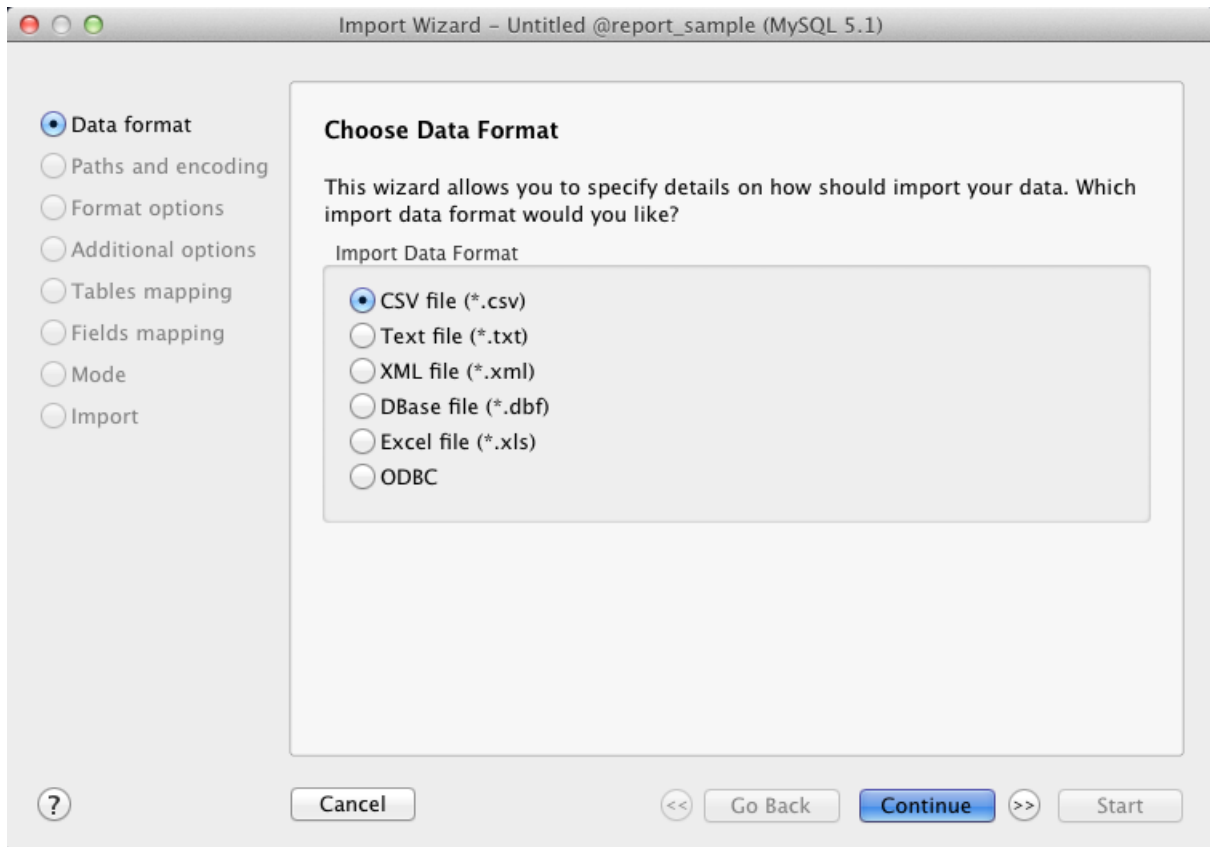 Import Wizard – Untitled @report_sample (MySQL 5.1)
Data format
Paths and encoding
Format options
Additional options
Tables mapping
Fields mapping
Mode
Import
Choose Data Format
This wizard allows you to specify details on how should import your data. Which
import data format would you like?
Import Data Format
CSV file (*.csv)
Text file (*.txt)
XML file (*.xml)
DBase file (*.dbf)
Excel file (*.xls)
ODBC
?
Cancel
<<
Go Back
Continue
>>
Start